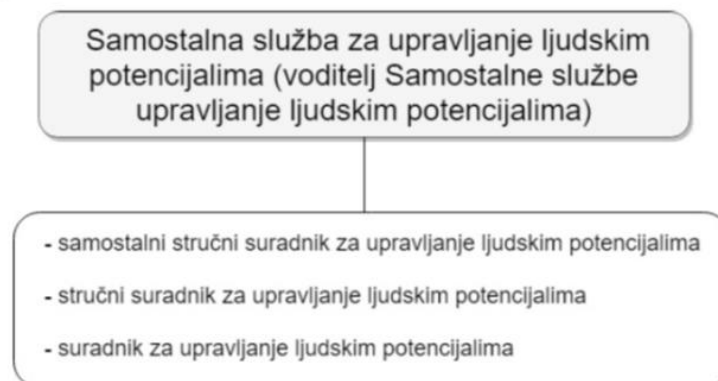 Samostalna služba za upravljanje ljudskim
potencijalima (voditelj Samostalne službe
upravljanje ljudskim potencijalima)
- samostalni stručni suradnik za upravljanje ljudskim potencijalima
- stručni suradnik za upravljanje ljudskim potencijalima
- suradnik za upravljanje ljudskim potencijalima